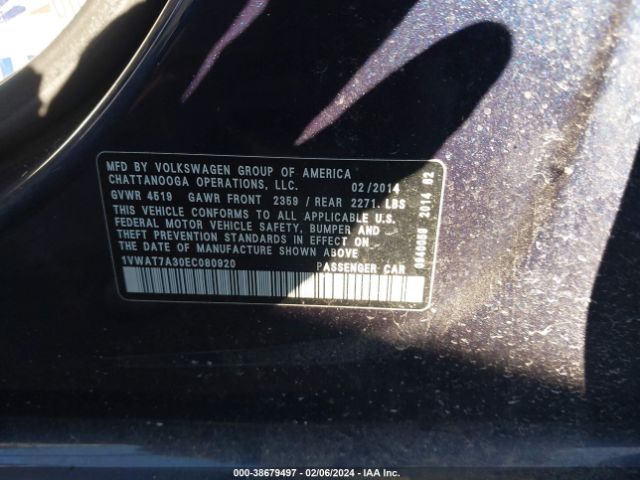 MFD BY VOLKSWAGEN GROUP OF AMERICA
CHATTANOOGA OPERATIONS, LLC. 02/2014
GVWR 4519 GAWR FRONT 2359 / REAR 2271. LBS
THIS VEHICLE CONFORMS TO ALL APPLICABLE U.S.
FEDERAL MOTOR VEHICLE SAFETY, BUMPER AND
THEFT PREVENTION STANDARDS IN EFFECT ON
THE DATE OF MANUFACTURE SHOWN ABOVE
1VWAT7A30EC080920 PASSENGER CAR
2014 02
000-38679497 - 02/06/2024 - IAA Inc.